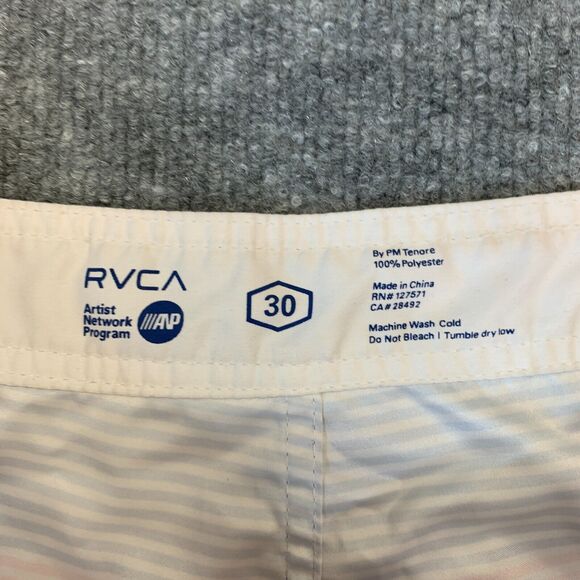 RVCA
Artist
Network
Program
ANP
30
By PM Tenore
100% Polyester
Made in China
RN# 127571
CA# 28492
Machine Wash Cold
Do Not Bleach | Tumble dry low